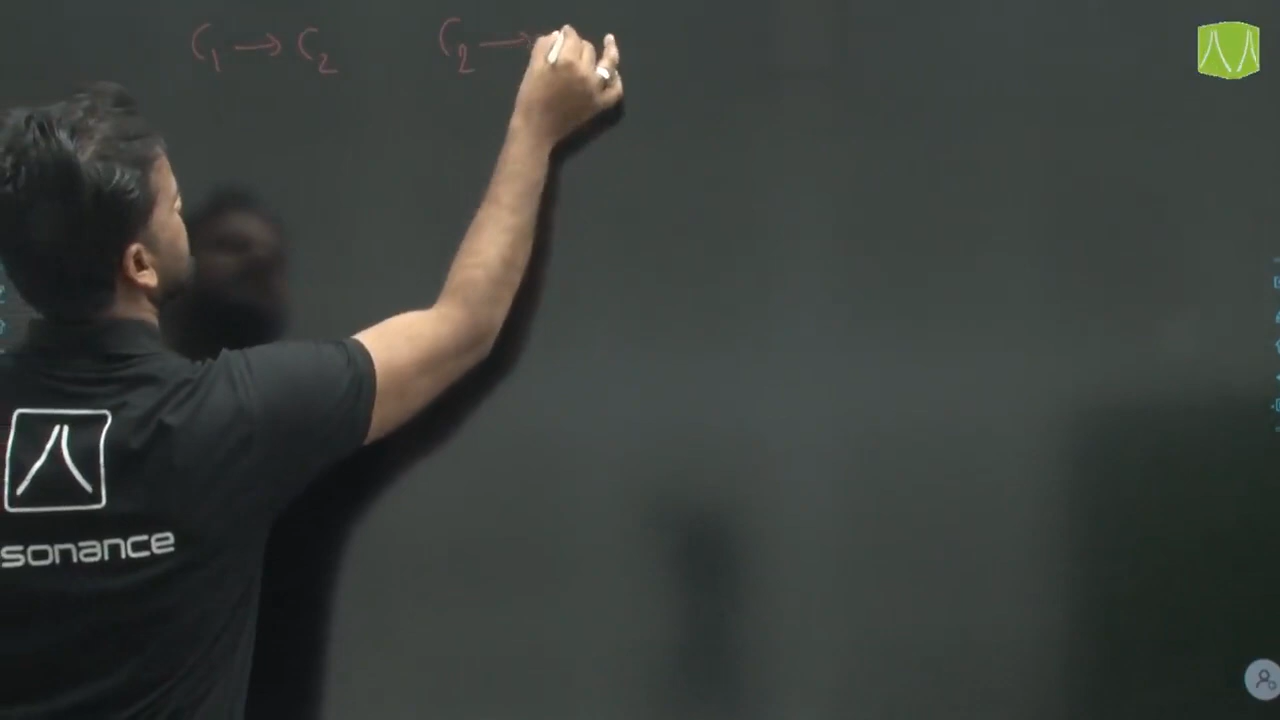 C₁ → C₂ C₂ →
sonance